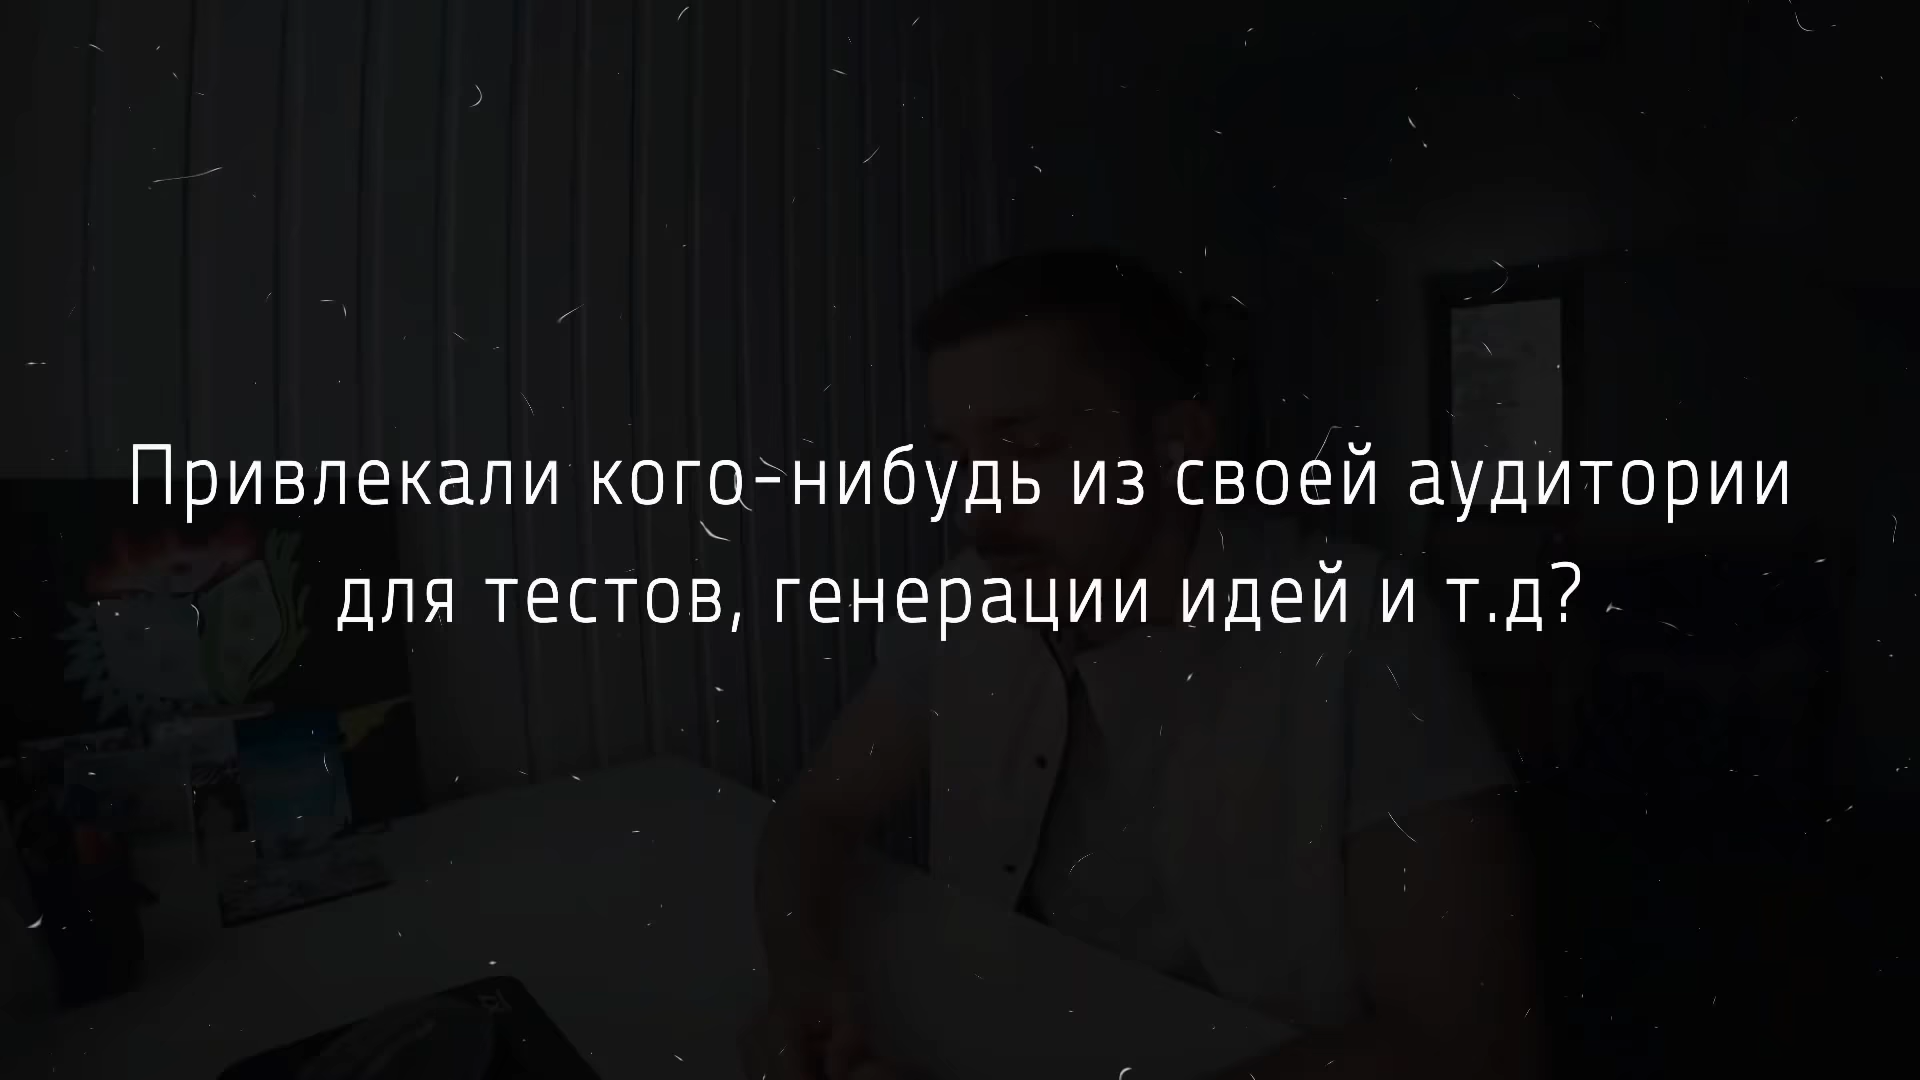 Привлекали кого-нибудь из своей аудитории
для тестов, генерации идей и т.д?